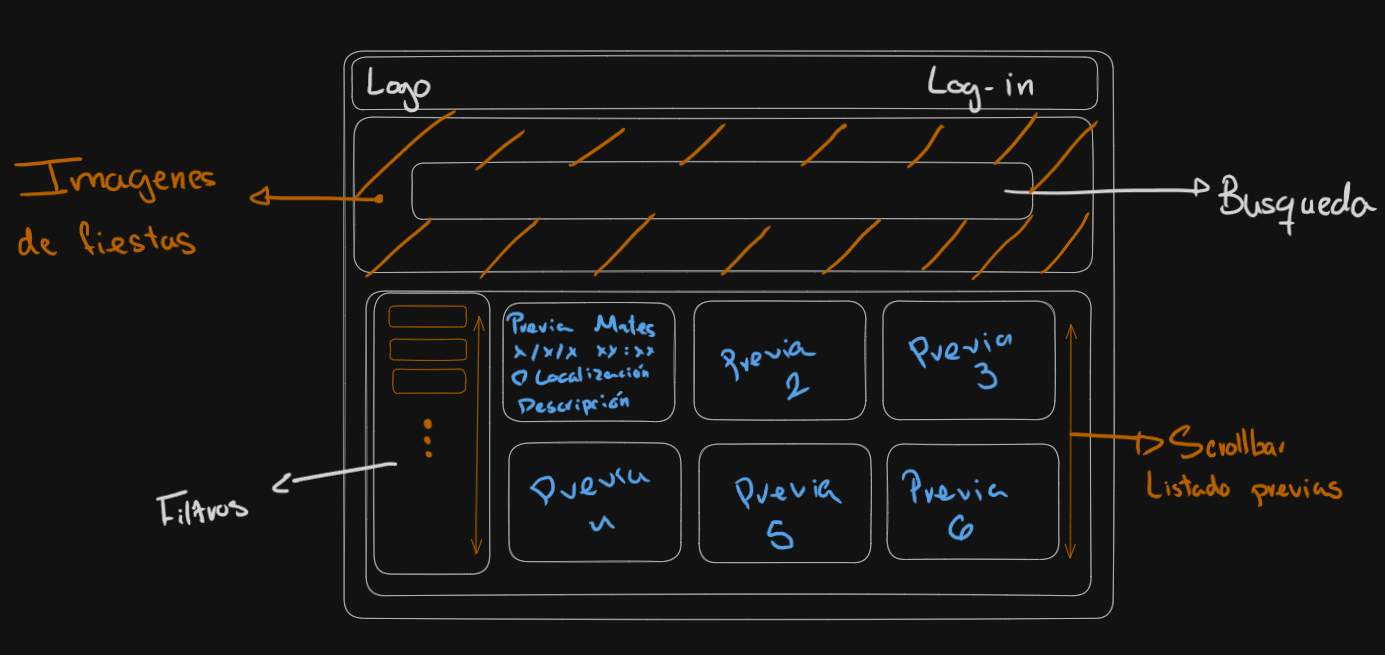 Logo
Log-in
Imagenes
de fiestas
Busqueda
Previa Mates
x/x/x xx:xx
O Localización
Descripción
Previa
2
Previa
3
Previa
4
Previa
5
Previa
6
Filtros
Scrollbar
Listado previas